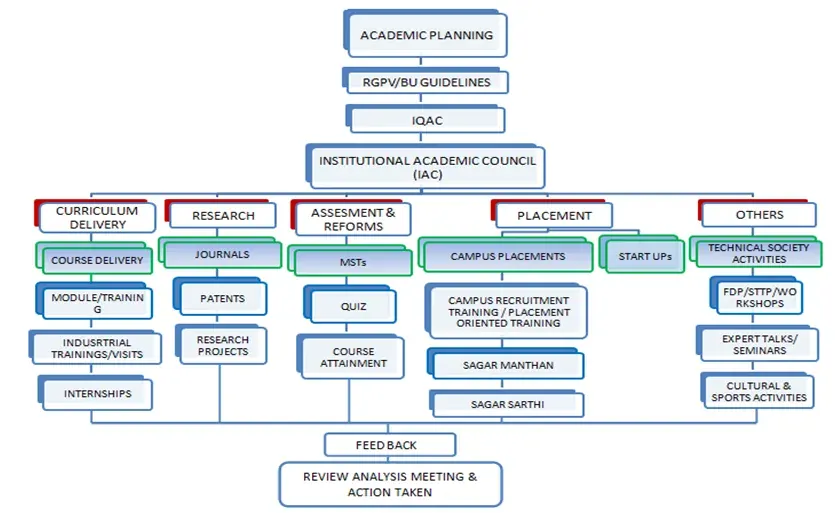 ACADEMIC PLANNING
RGPV/BU GUIDELINES
IQAC
INSTITUTIONAL ACADEMIC COUNCIL
(IAC)
CURRICULUM
DELIVERY
COURSE DELIVERY
MODULE/TRAININ
G
INDUSRTRIAL
TRAININGS/VISITS
INTERNSHIPS
RESEARCH
JOURNALS
PATENTS
RESEARCH
PROJECTS
ASSESMENT &
REFORMS
MSTs
QUIZ
COURSE
ATTAINMENT
PLACEMENT
CAMPUS PLACEMENTS
CAMPUS RECRUITMENT
TRAINING / PLACEMENT
ORIENTED TRAINING
SAGAR MANTHAN
SAGAR SARTHI
START UPs
OTHERS
TECHNICAL SOCIETY
ACTIVITIES
FDP/STTP/WO
RKSHOPS
EXPERT TALKS/
SEMINARS
CULTURAL &
SPORTS ACTIVITIES
FEED BACK
REVIEW ANALYSIS MEETING &
ACTION TAKEN